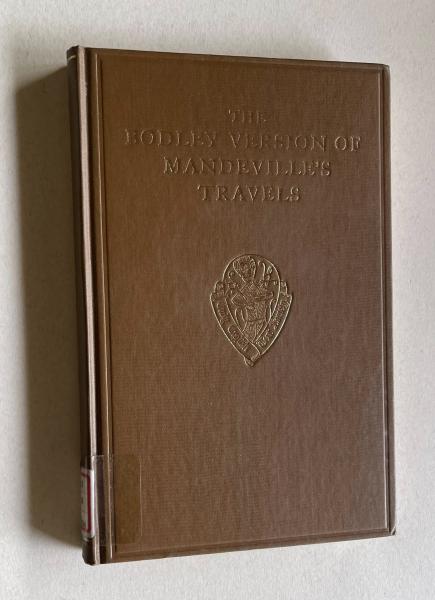 THE
BODLEY VERSION OF
MANDEVILLE'S
TRAVELS